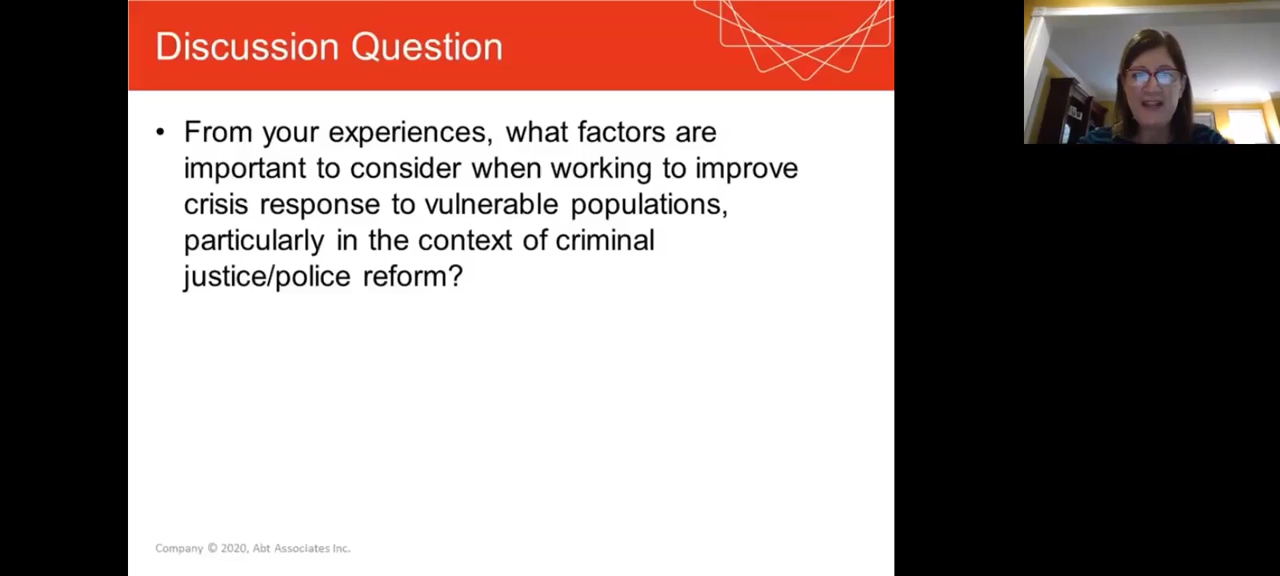 Discussion Question
• From your experiences, what factors are
important to consider when working to improve
crisis response to vulnerable populations,
particularly in the context of criminal
justice/police reform?
Company © 2020, Abt Associates Inc.